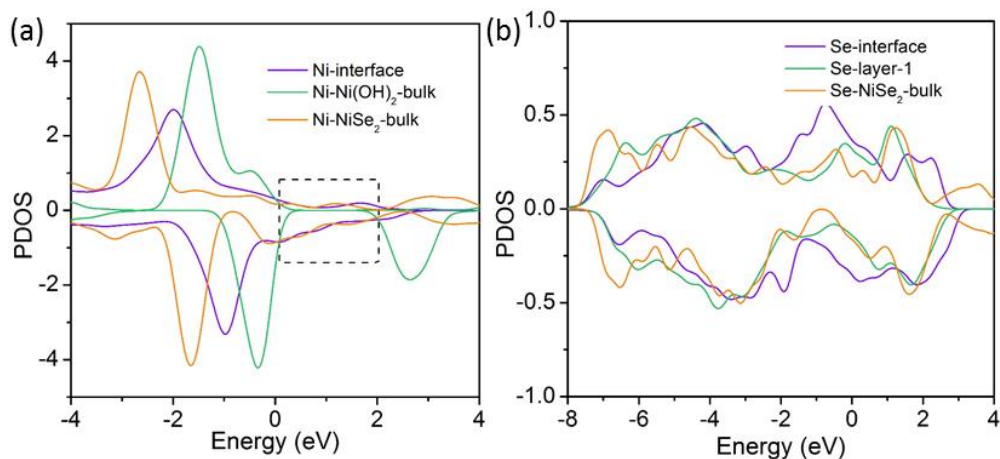 (a)
PDOS
4
2
0
-2
-4
Ni-interface
Ni-Ni(OH)₂-bulk
Ni-NiSe₂-bulk
-4 -2 0 2 4
Energy (eV)
(b)
PDOS
1.0
0.5
0.0
-0.5
-1.0
Se-interface
Se-layer-1
Se-NiSe₂-bulk
-8 -6 -4 -2 0 2 4
Energy (eV)